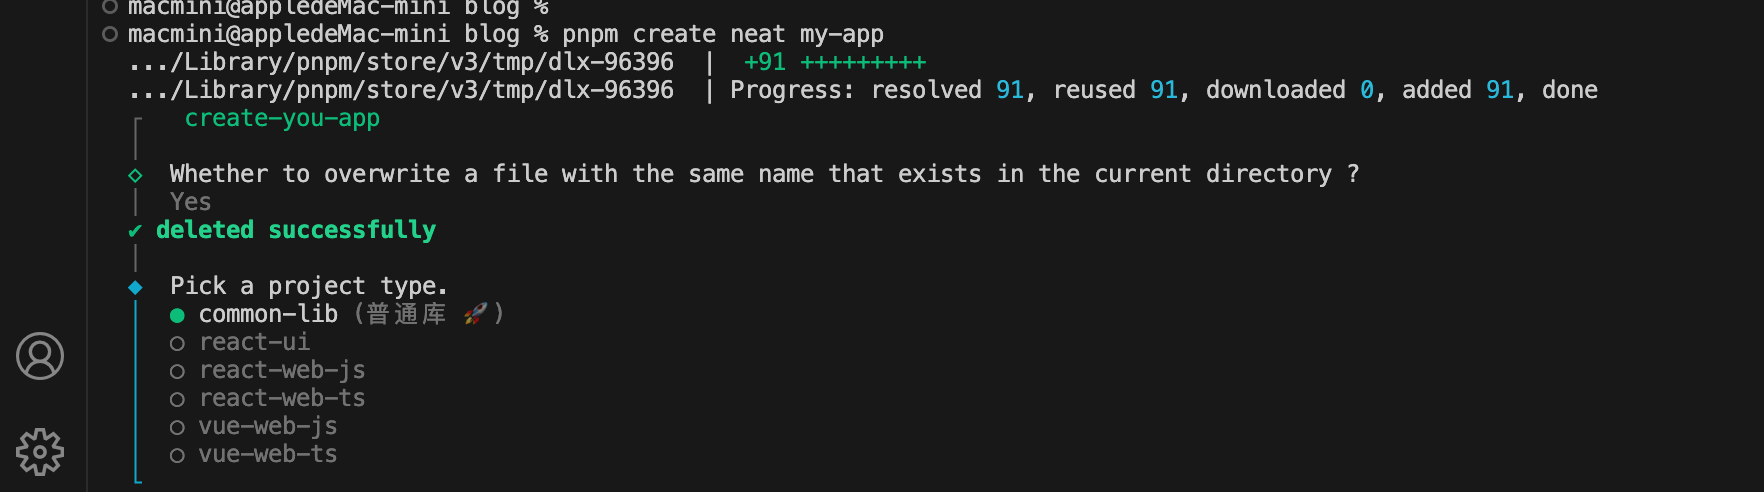 macmini@appledeMac-mini blog %
macmini@appledeMac-mini blog % pnpm create neat my-app
.../Library/pnpm/store/v3/tmp/dlx-96396  |  +91 +++++++++
.../Library/pnpm/store/v3/tmp/dlx-96396  | Progress: resolved 91, reused 91, downloaded 0, added 91, done
create-you-app
Whether to overwrite a file with the same name that exists in the current directory ?
Yes
✔ deleted successfully
Pick a project type.
● common-lib (普通库 🚀)
○ react-ui
○ react-web-js
○ react-web-ts
○ vue-web-js
○ vue-web-ts